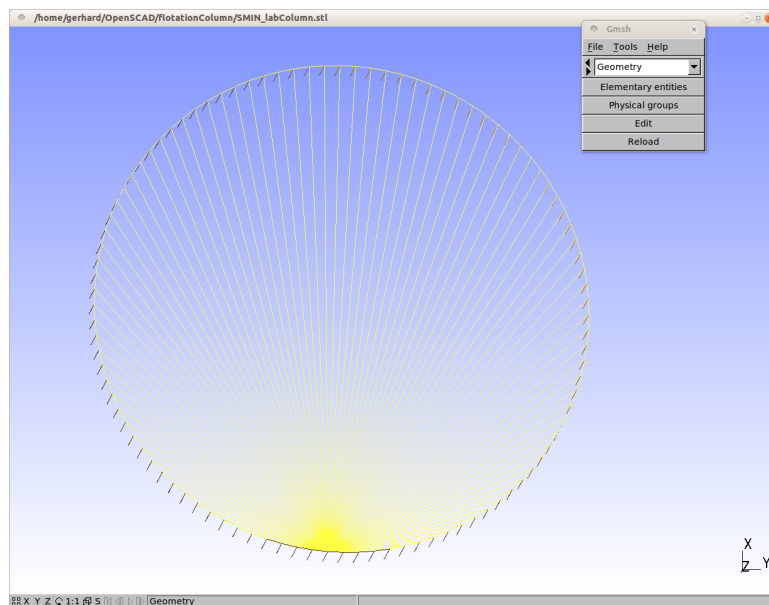 /home/gerhard/OpenSCAD/flotationColumn/SMIN_labColumn.stl
Gmsh
File Tools Help
Geometry
Elementary entities
Physical groups
Edit
Reload
X
Z Y
X Y Z 1:1 S Geometry